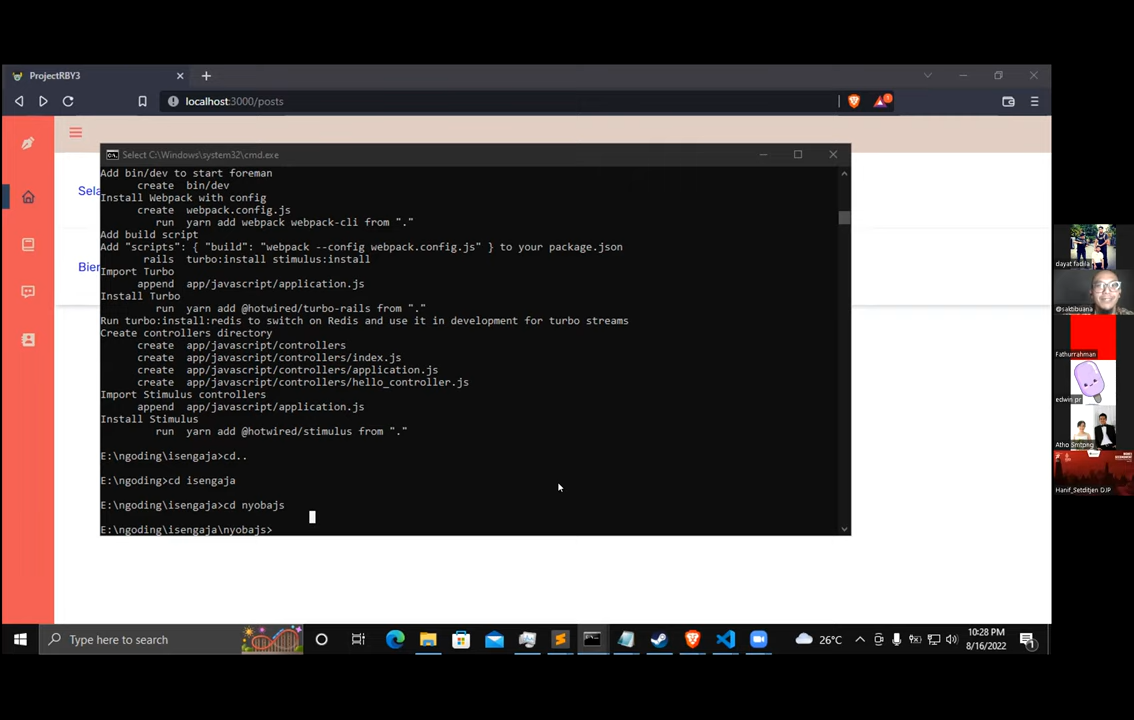 ProjectRBY3
localhost:3000/posts
Select C:\Windows\system32\cmd.exe
Sela
Bien
Add bin/dev to start foreman
create bin/dev
Install Webpack with config
create webpack.config.js
run yarn add webpack webpack-cli from "."
Add build script
Add "scripts": { "build": "webpack --config webpack.config.js" } to your package.json
rails turbo:install stimulus:install
Import Turbo
append app/javascript/application.js
Install Turbo
run yarn add @hotwired/turbo-rails from "."
Run turbo:install:redis to switch on Redis and use it in development for turbo streams
Create controllers directory
create app/javascript/controllers
create app/javascript/controllers/index.js
create app/javascript/controllers/application.js
create app/javascript/controllers/hello_controller.js
Import Stimulus controllers
append app/javascript/application.js
Install Stimulus
run yarn add @hotwired/stimulus from "."
E:\ngoding\isengaja>cd..
E:\ngoding>cd isengaja
E:\ngoding\isengaja>cd nyobajs
E:\ngoding\isengaja\nyobajs>
dayat fadila
@saktibuana
Fathurrahman
edwin pr
Atho Smtpng
Hanif_Setditjen DJP
Type here to search
26°C
10:28 PM
8/16/2022